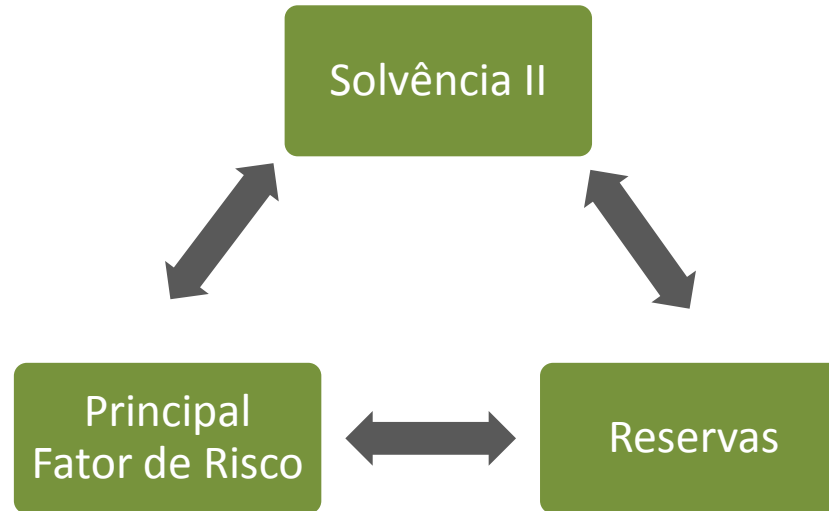 Solvência II
Principal
Fator de Risco
Reservas